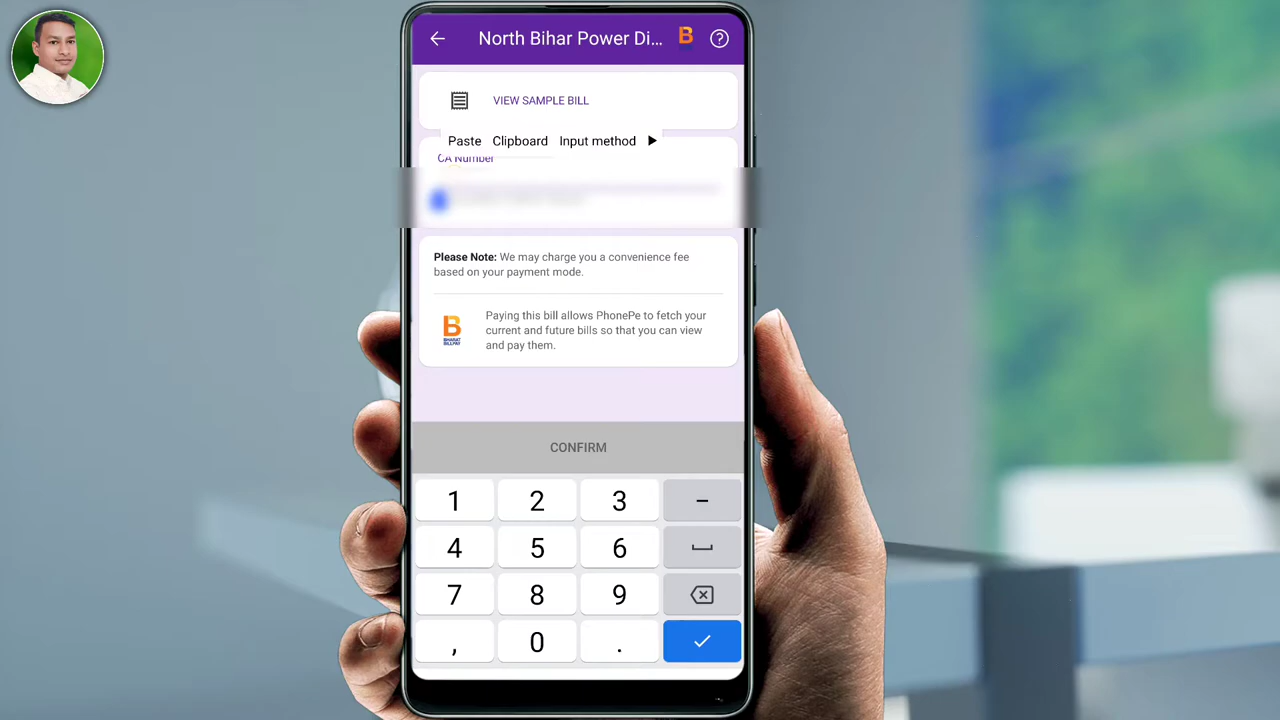 North Bihar Power Di...
B
VIEW SAMPLE BILL
Paste Clipboard Input method
CA Number
Please Note: We may charge you a convenience fee
based on your payment mode.
Paying this bill allows PhonePe to fetch your
current and future bills so that you can view
and pay them.
B
BHARAT
BILLPAY
CONFIRM
1 2 3 -
4 5 6
7 8 9
, 0 .